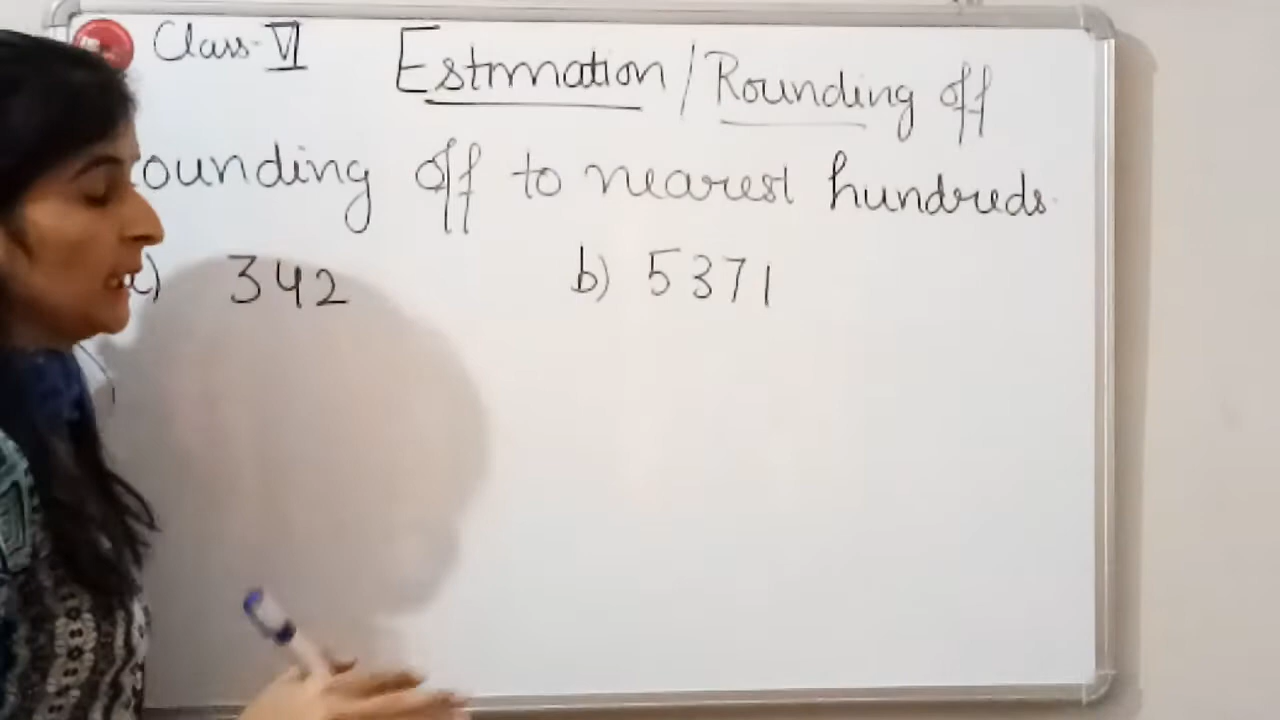 Class-VI Estimation / Rounding off
ounding off to nearest hundreds.
a) 342 b) 5371